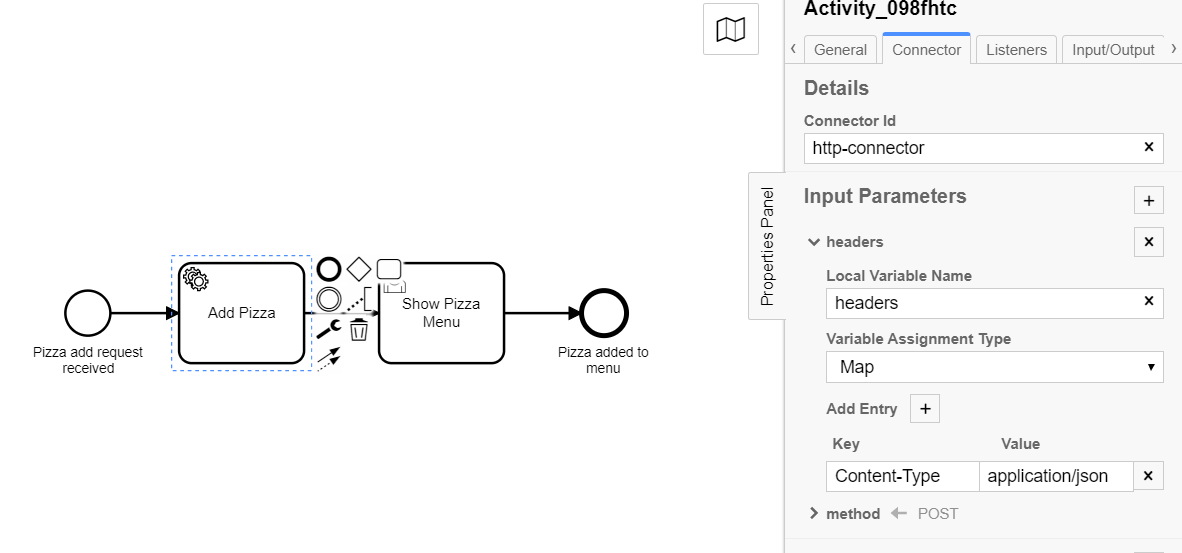 Activity_098fhtc
General
Connector
Listeners
Input/Output
Details
Connector Id
http-connector
Input Parameters
headers
Local Variable Name
headers
Variable Assignment Type
Map
Add Entry
Key Value
Content-Type application/json
method POST
Properties Panel
Add Pizza
Show Pizza
Menu
Pizza add request
received
Pizza added to
menu